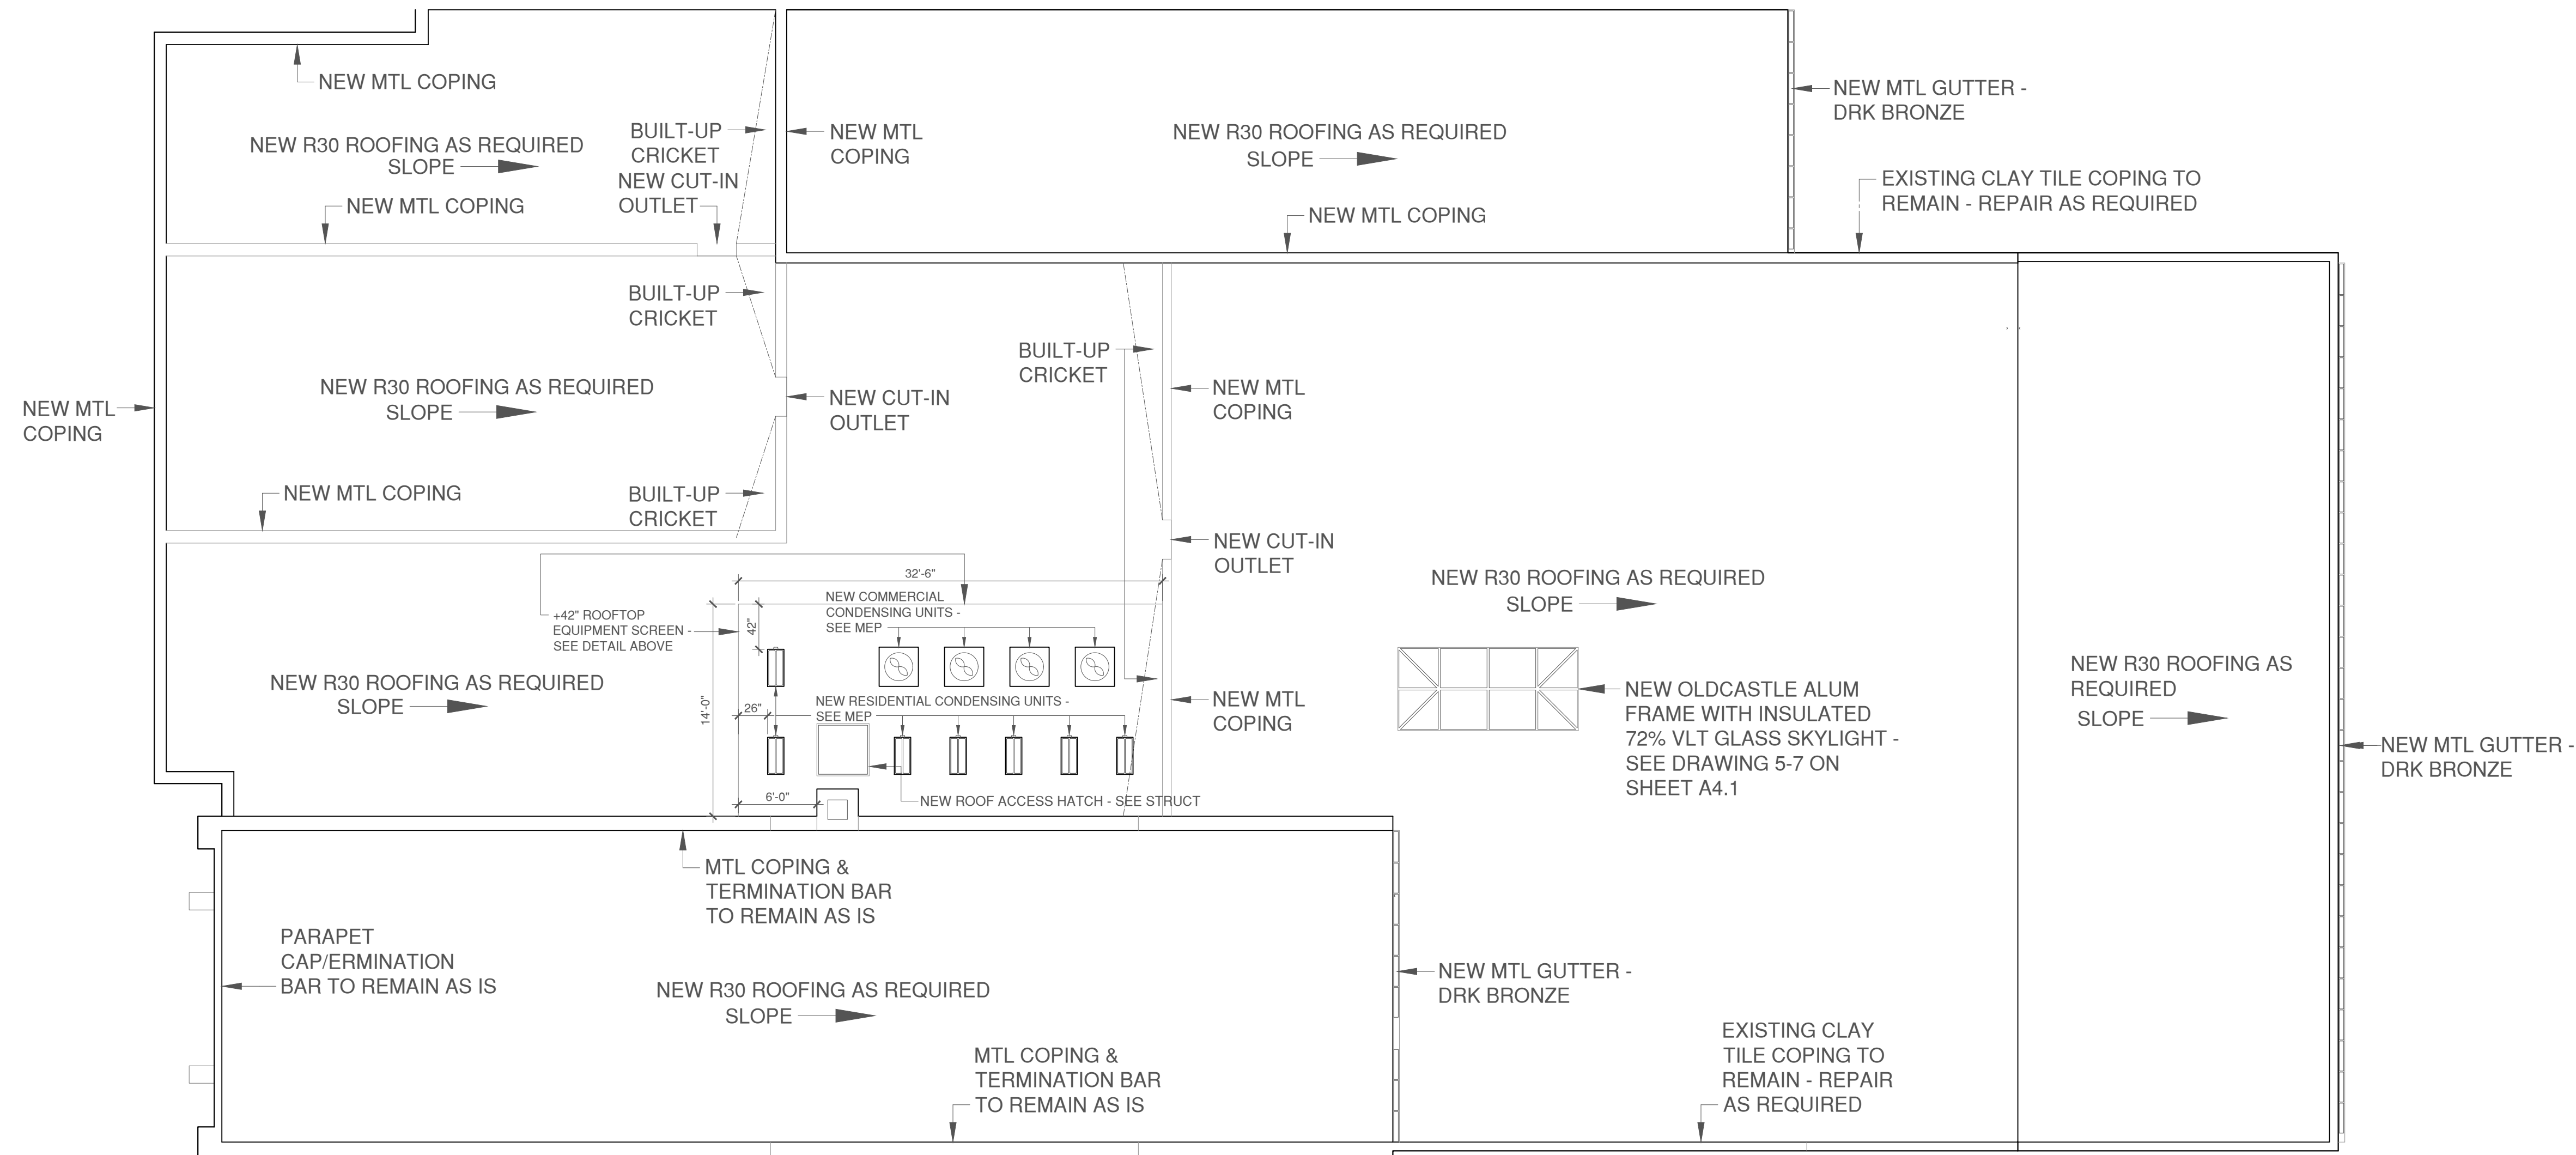 NEW MTL COPING
NEW R30 ROOFING AS REQUIRED
SLOPE
NEW MTL COPING
BUILT-UP
CRICKET
NEW CUT-IN
OUTLET
NEW MTL
COPING
NEW R30 ROOFING AS REQUIRED
SLOPE
NEW MTL COPING
NEW MTL GUTTER -
DRK BRONZE
EXISTING CLAY TILE COPING TO
REMAIN - REPAIR AS REQUIRED
BUILT-UP
CRICKET
NEW R30 ROOFING AS REQUIRED
SLOPE
NEW MTL
COPING
NEW MTL COPING
BUILT-UP
CRICKET
NEW CUT-IN
OUTLET
BUILT-UP
CRICKET
NEW MTL
COPING
NEW CUT-IN
OUTLET
32'-6"
+42" ROOFTOP
EQUIPMENT SCREEN -
SEE DETAIL ABOVE
42"
NEW COMMERCIAL
CONDENSING UNITS -
SEE MEP
14'-0"
26"
NEW RESIDENTIAL CONDENSING UNITS -
SEE MEP
6'-0"
NEW ROOF ACCESS HATCH - SEE STRUCT
NEW R30 ROOFING AS REQUIRED
SLOPE
NEW MTL
COPING
NEW R30 ROOFING AS REQUIRED
SLOPE
NEW OLDCASTLE ALUM
FRAME WITH INSULATED
72% VLT GLASS SKYLIGHT -
SEE DRAWING 5-7 ON
SHEET A4.1
NEW R30 ROOFING AS
REQUIRED
SLOPE
NEW MTL GUTTER -
DRK BRONZE
MTL COPING &
TERMINATION BAR
TO REMAIN AS IS
PARAPET
CAP/ERMINATION
BAR TO REMAIN AS IS
NEW R30 ROOFING AS REQUIRED
SLOPE
MTL COPING &
TERMINATION BAR
TO REMAIN AS IS
NEW MTL GUTTER -
DRK BRONZE
EXISTING CLAY
TILE COPING TO
REMAIN - REPAIR
AS REQUIRED